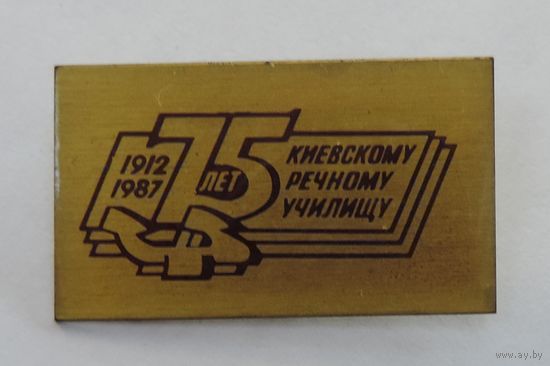 1912
1987
75
ЛЕТ
КИЕВСКОМУ
РЕЧНОМУ
УЧИЛИЩУ
www.ay.by